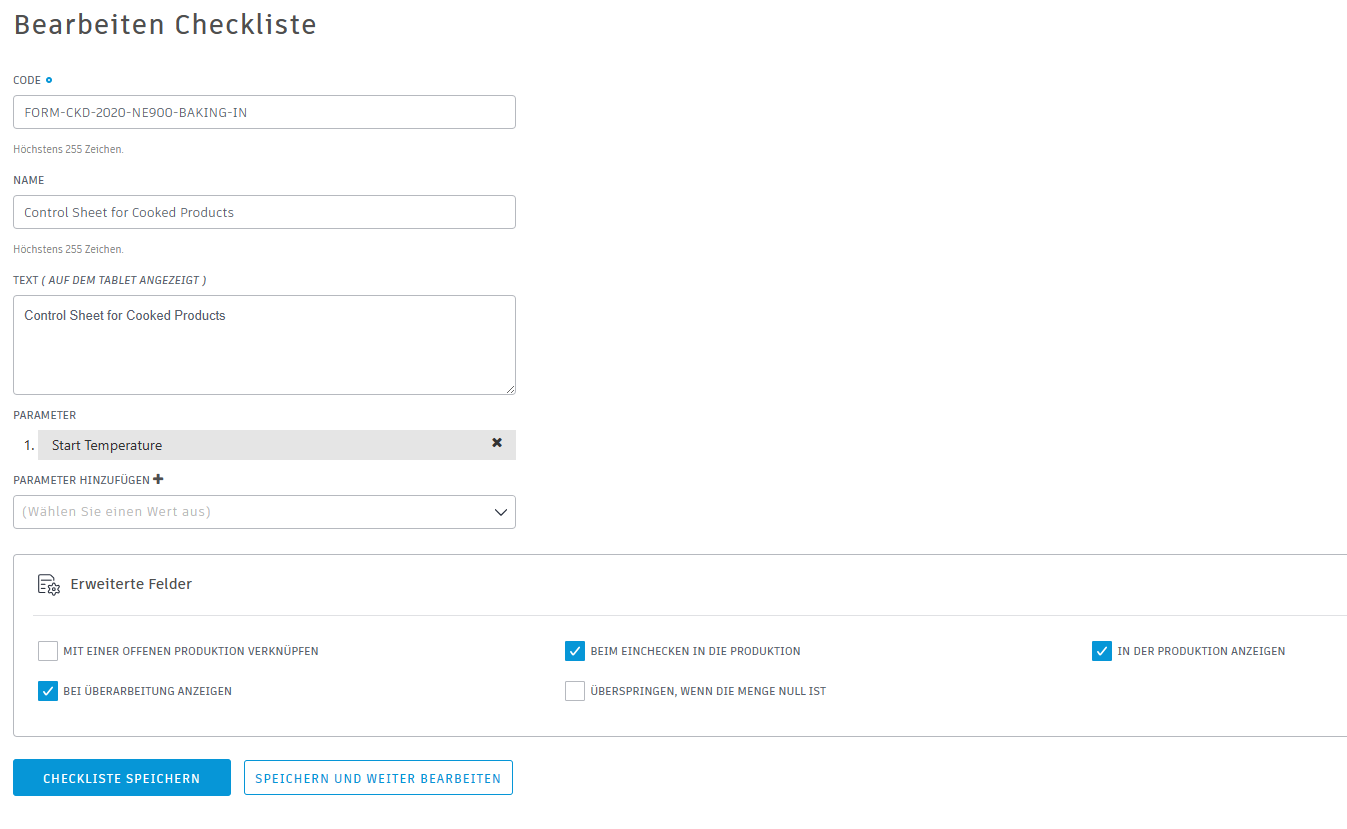 Bearbeiten Checkliste
CODE
FORM-CKD-2020-NE900-BAKING-IN
Höchstens 255 Zeichen.
NAME
Control Sheet for Cooked Products
Höchstens 255 Zeichen.
TEXT ( AUF DEM TABLET ANGEZEIGT )
Control Sheet for Cooked Products
PARAMETER
1. Start Temperature
PARAMETER HINZUFÜGEN
(Wählen Sie einen Wert aus)
Erweiterte Felder
MIT EINER OFFENEN PRODUKTION VERKNÜPFEN
BEIM EINCHECKEN IN DIE PRODUKTION
IN DER PRODUKTION ANZEIGEN
BEI ÜBERARBEITUNG ANZEIGEN
ÜBERSPRINGEN, WENN DIE MENGE NULL IST
CHECKLISTE SPEICHERN
SPEICHERN UND WEITER BEARBEITEN